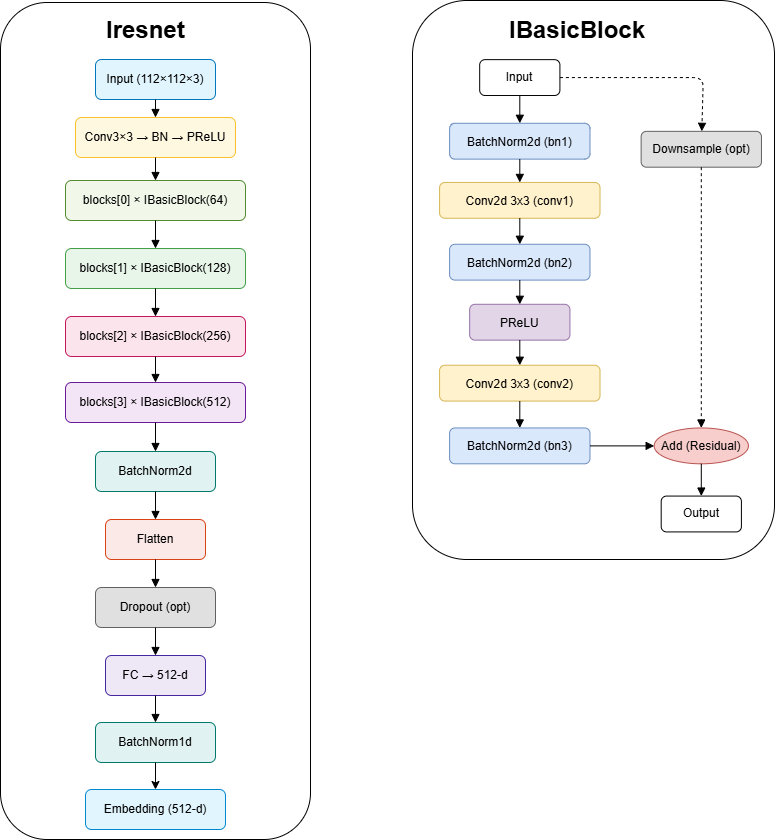 Iresnet
Input (112×112×3)
Conv3×3 → BN → PReLU
blocks[0] × IBasicBlock(64)
blocks[1] × IBasicBlock(128)
blocks[2] × IBasicBlock(256)
blocks[3] × IBasicBlock(512)
BatchNorm2d
Flatten
Dropout (opt)
FC → 512-d
BatchNorm1d
Embedding (512-d)
IBasicBlock
Input
BatchNorm2d (bn1)
Downsample (opt)
Conv2d 3x3 (conv1)
BatchNorm2d (bn2)
PReLU
Conv2d 3x3 (conv2)
BatchNorm2d (bn3)
Add (Residual)
Output